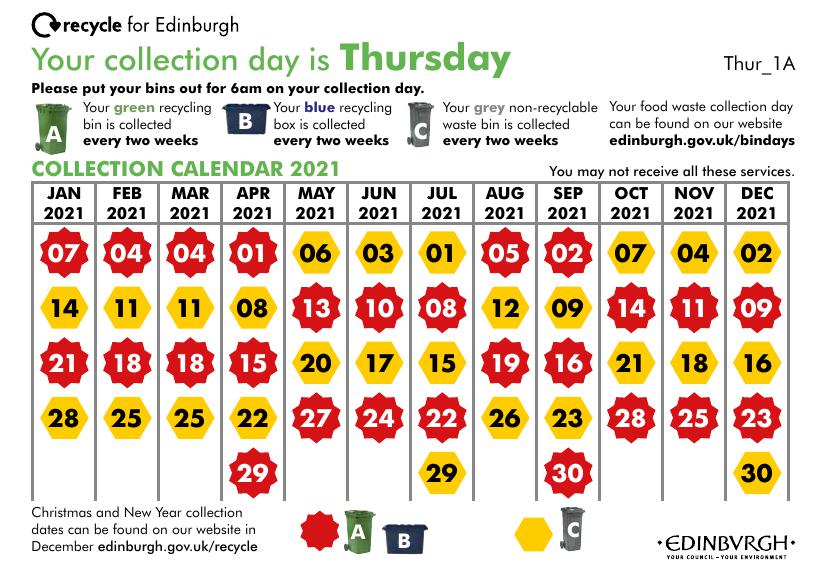 recycle for Edinburgh
Your collection day is Thursday
Thur_1A
Please put your bins out for 6am on your collection day.
A
Your green recycling
bin is collected
every two weeks
B
Your blue recycling
box is collected
every two weeks
C
Your grey non-recyclable
waste bin is collected
every two weeks
Your food waste collection day
can be found on our website
edinburgh.gov.uk/bindays
COLLECTION CALENDAR 2021
You may not receive all these services.
JAN FEB MAR APR MAY JUN JUL AUG SEP OCT NOV DEC
2021 2021 2021 2021 2021 2021 2021 2021 2021 2021 2021 2021
07 04 04 01 06 03 01 05 02 07 04 02
14 11 11 08 13 10 08 12 09 14 11 09
21 18 18 15 20 17 15 19 16 21 18 16
28 25 25 22 27 24 22 26 23 28 25 23
29 29 30 30
Christmas and New Year collection
dates can be found on our website in
December edinburgh.gov.uk/recycle
A
B
C
·EDINBVRGH·
YOUR COUNCIL – YOUR ENVIRONMENT